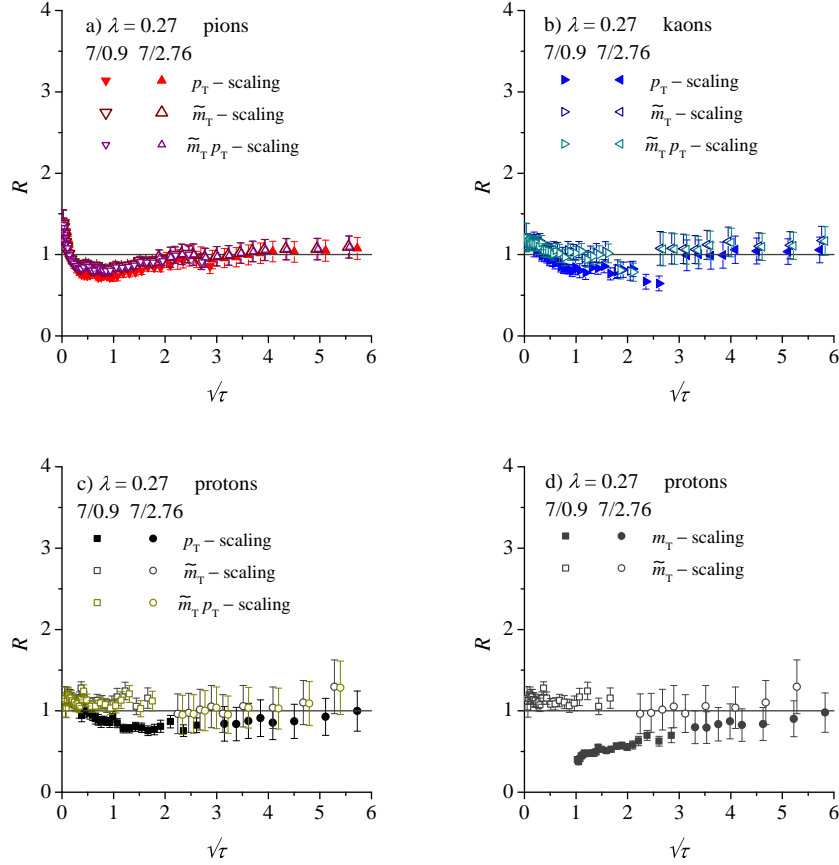 a) λ = 0.27 pions
7/0.9 7/2.76
p_T – scaling
m̃_T – scaling
m̃_T p_T – scaling
R
4
3
2
1
0
0 1 2 3 4 5 6
√τ
b) λ = 0.27 kaons
7/0.9 7/2.76
p_T – scaling
m̃_T – scaling
m̃_T p_T – scaling
R
4
3
2
1
0
0 1 2 3 4 5 6
√τ
c) λ = 0.27 protons
7/0.9 7/2.76
p_T – scaling
m̃_T – scaling
m̃_T p_T – scaling
R
4
3
2
1
0
0 1 2 3 4 5 6
√τ
d) λ = 0.27 protons
7/0.9 7/2.76
m_T – scaling
m̃_T – scaling
R
4
3
2
1
0
0 1 2 3 4 5 6
√τ